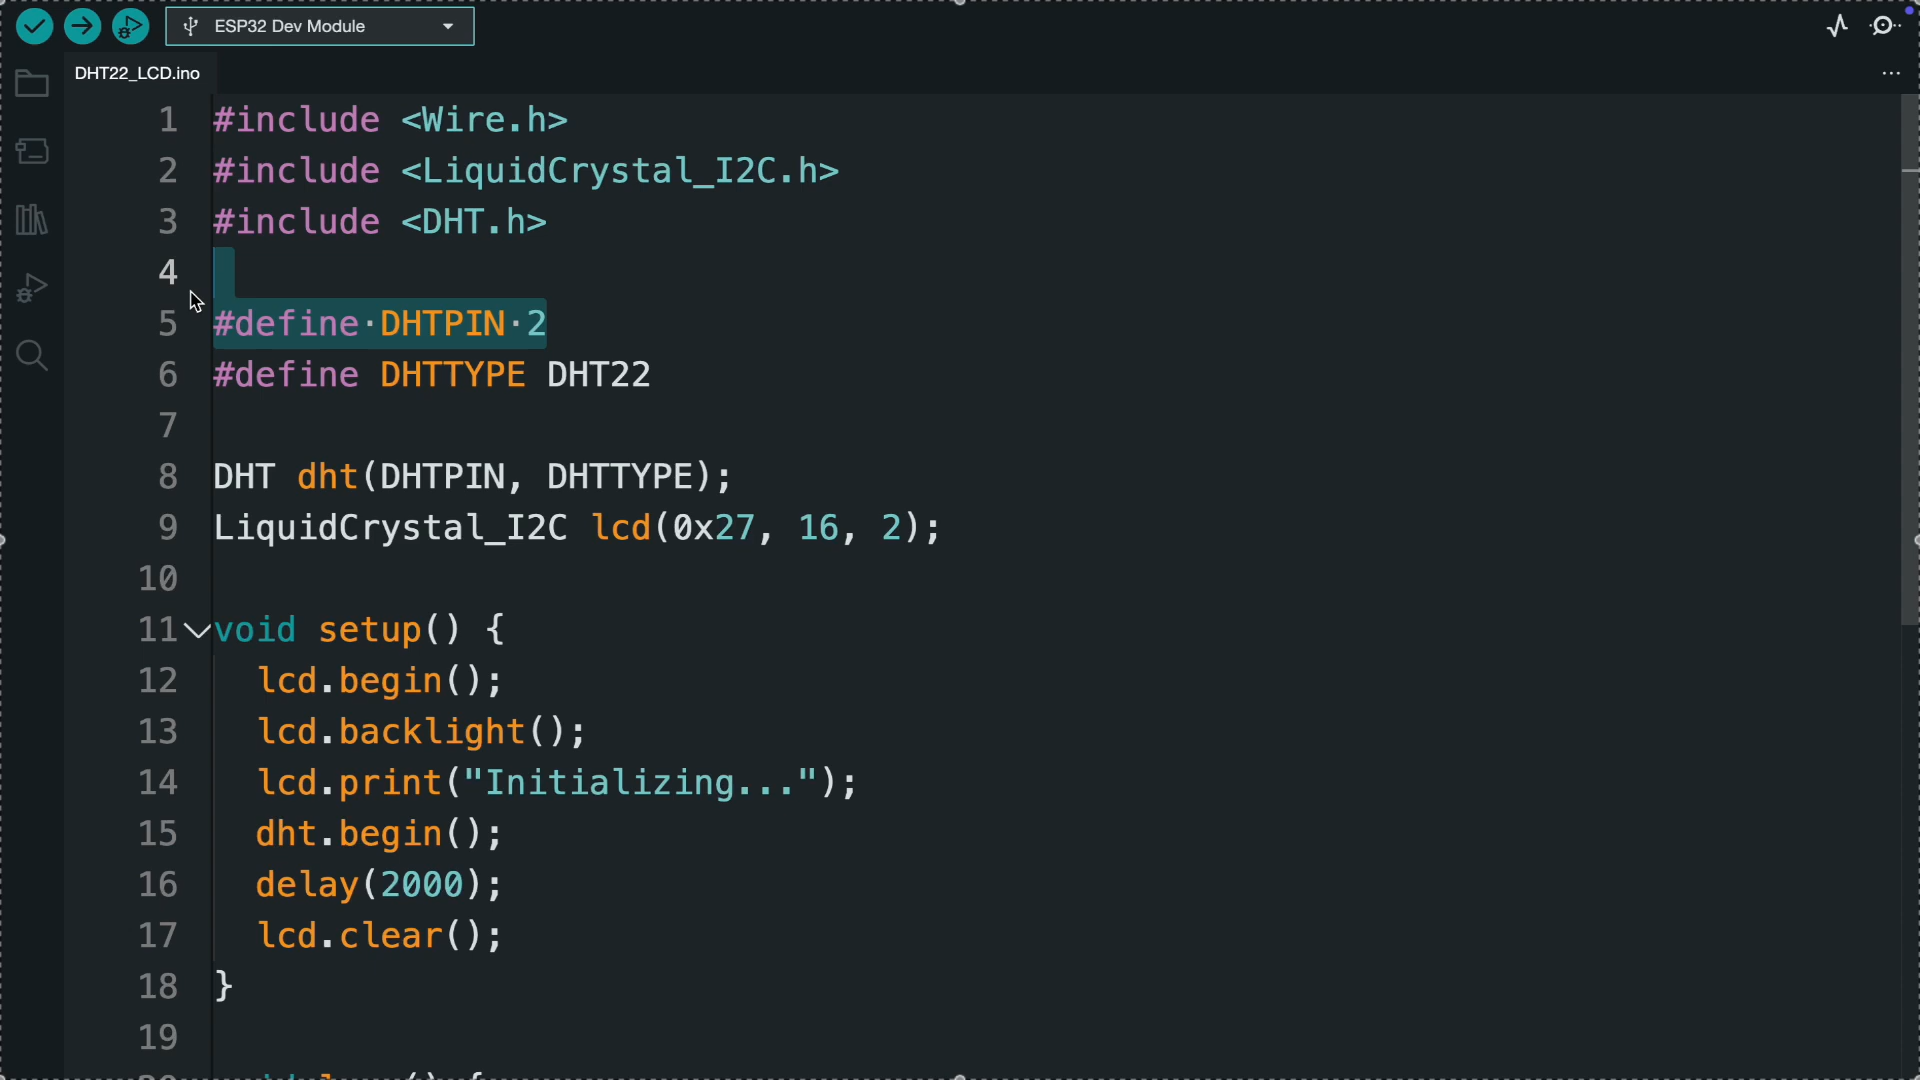 ESP32 Dev Module
DHT22_LCD.ino
1 #include <Wire.h>
2 #include <LiquidCrystal_I2C.h>
3 #include <DHT.h>
4
5 #define·DHTPIN·2
6 #define DHTTYPE DHT22
7
8 DHT dht(DHTPIN, DHTTYPE);
9 LiquidCrystal_I2C lcd(0x27, 16, 2);
10
11 void setup() {
12   lcd.begin();
13   lcd.backlight();
14   lcd.print("Initializing...");
15   dht.begin();
16   delay(2000);
17   lcd.clear();
18 }
19